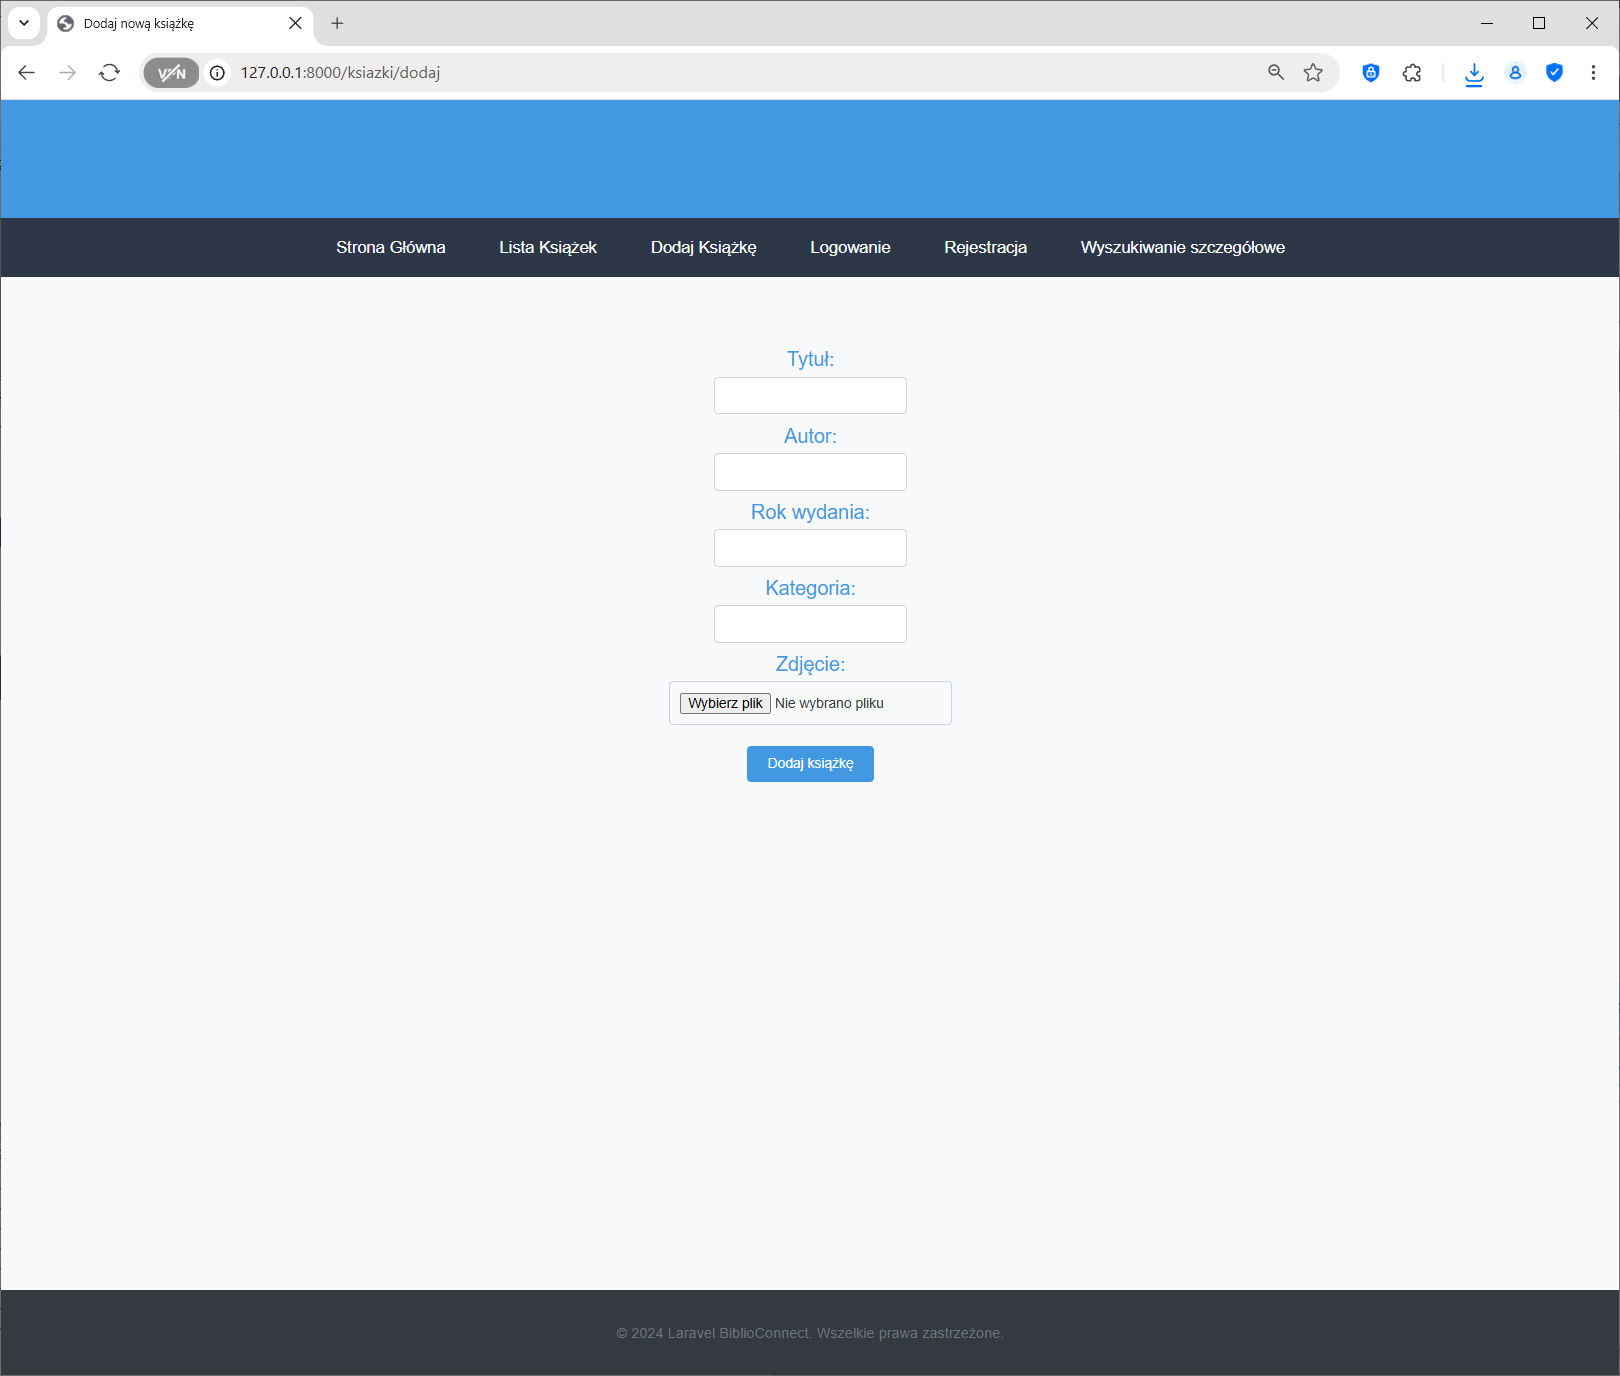 Dodaj nową książkę
VPN
127.0.0.1:8000/ksiazki/dodaj
Strona Główna Lista Książek Dodaj Książkę Logowanie Rejestracja Wyszukiwanie szczegółowe
Tytuł:
Autor:
Rok wydania:
Kategoria:
Zdjęcie:
Wybierz plik Nie wybrano pliku
Dodaj książkę
© 2024 Laravel BiblioConnect. Wszelkie prawa zastrzeżone.